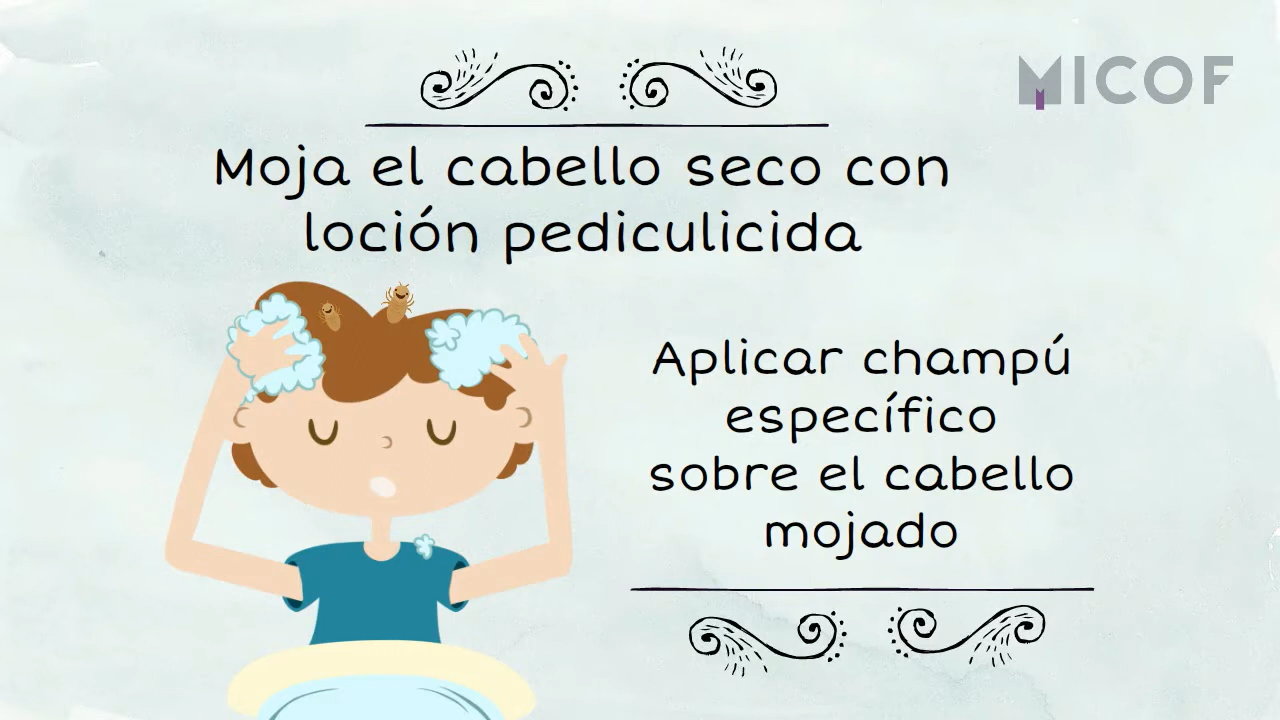 MICOF
Moja el cabello seco con
loción pediculicida
Aplicar champú
específico
sobre el cabello
mojado